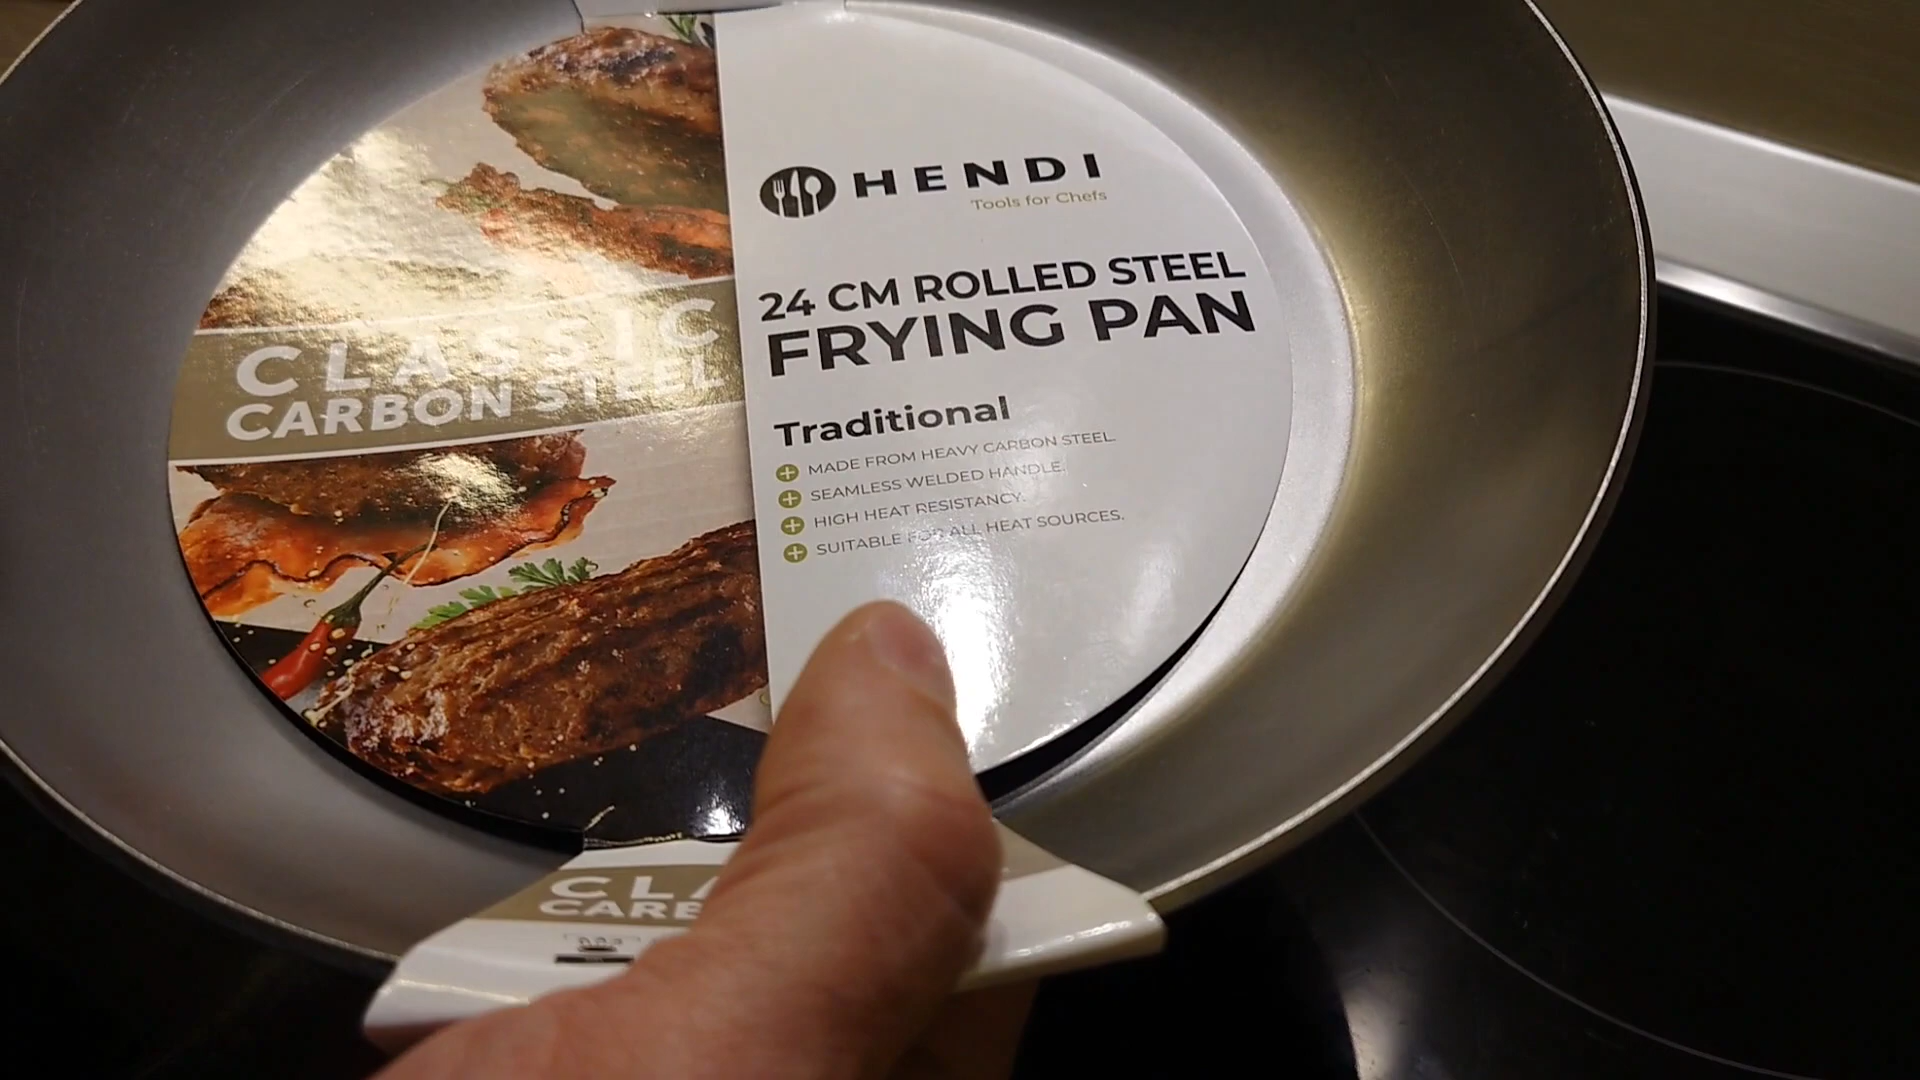 HENDI
Tools for Chefs
24 CM ROLLED STEEL
FRYING PAN
Traditional
MADE FROM HEAVY CARBON STEEL.
SEAMLESS WELDED HANDLE.
HIGH HEAT RESISTANCY.
SUITABLE FOR ALL HEAT SOURCES.
CLASSIC
CARBON STEEL
CLA
CARB